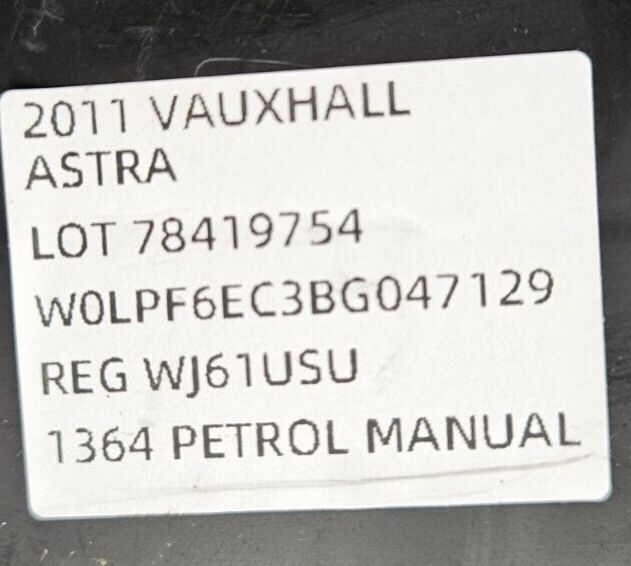 2011 VAUXHALL
ASTRA
LOT 78419754
W0LPF6EC3BG047129
REG WJ61USU
1364 PETROL MANUAL